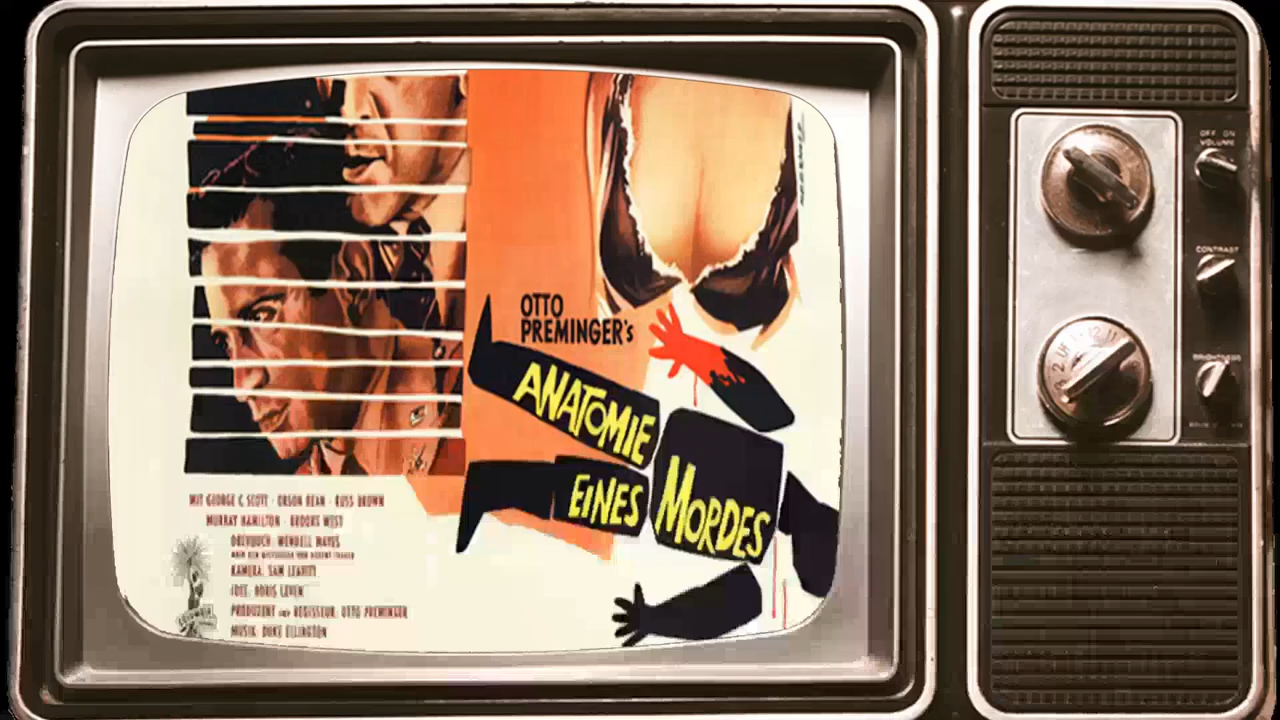 OTTO
PREMINGER's
ANATOMIE
EINES
MORDES
MIT GEORGE C. SCOTT · ORSON BEAN · RUSS BROWN
MURRAY HAMILTON · BROOKS WEST
DREHBUCH: WENDELL MAYES
KAMERA: SAM LEAVITT
PRODUZENT UND REGISSEUR: OTTO PREMINGER
MUSIK: DUKE ELLINGTON
OFF ON
VOLUME
CONTRAST
BRIGHTNESS